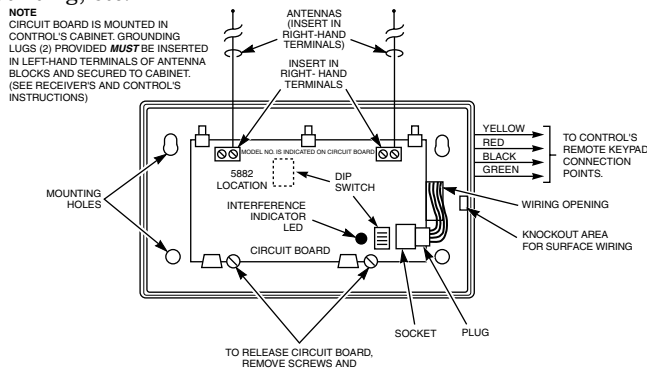 NOTE
CIRCUIT BOARD IS MOUNTED IN
CONTROL'S CABINET. GROUNDING
LUGS (2) PROVIDED MUST BE INSERTED
IN LEFT-HAND TERMINALS OF ANTENNA
BLOCKS AND SECURED TO CABINET.
(SEE RECEIVER'S AND CONTROL'S
INSTRUCTIONS)
ANTENNAS
(INSERT IN
RIGHT-HAND
TERMINALS)
INSERT IN
RIGHT- HAND
TERMINALS
MODEL NO. IS INDICATED ON CIRCUIT BOARD
5882
LOCATION
DIP
SWITCH
INTERFERENCE
INDICATOR
LED
CIRCUIT BOARD
MOUNTING
HOLES
YELLOW
RED
BLACK
GREEN
TO CONTROL'S
REMOTE KEYPAD
CONNECTION
POINTS.
WIRING OPENING
KNOCKOUT AREA
FOR SURFACE WIRING
SOCKET
PLUG
TO RELEASE CIRCUIT BOARD,
REMOVE SCREWS AND